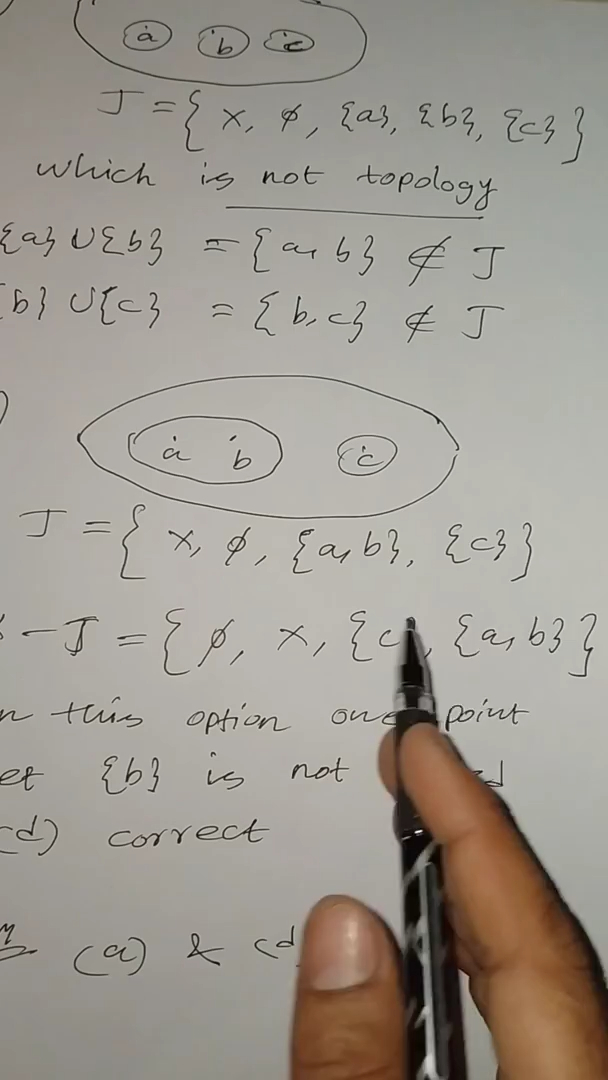 a b c
J = { X, φ, {a}, {b}, {c} }
which is not topology
{a} ∪ {b} = {a, b} ∉ J
{b} ∪ {c} = {b, c} ∉ J
a b c
J = { X, φ, {a, b}, {c} }
- J = { φ, X, {c}, {a, b} }
this option one point
{b} is not
(d) correct
(a) & (d